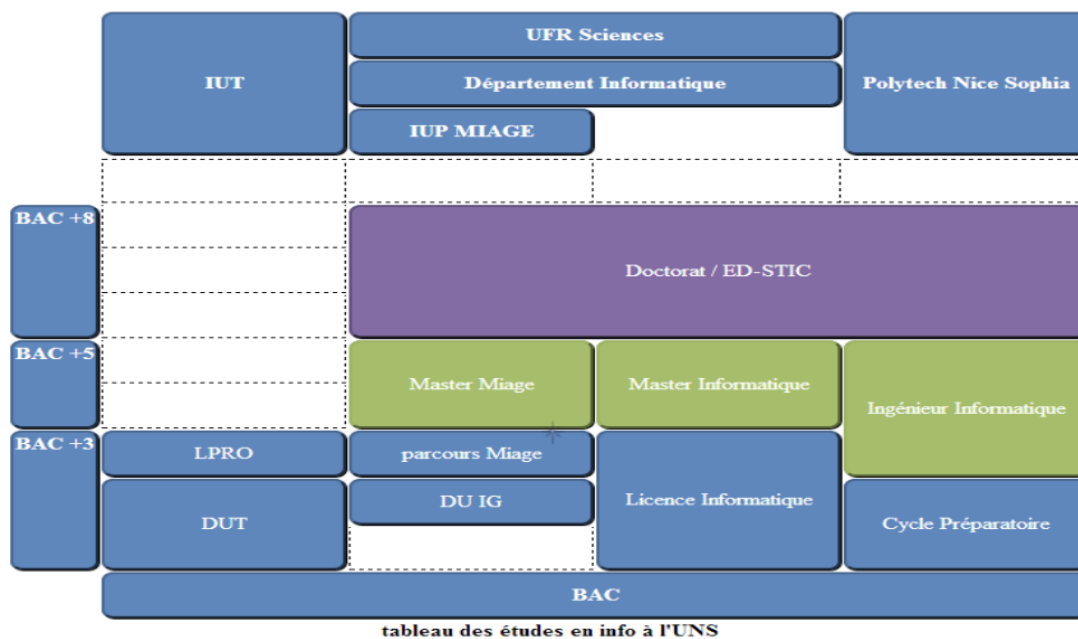 UFR Sciences
IUT
Département Informatique
Polytech Nice Sophia
IUP MIAGE
BAC +8
Doctorat / ED-STIC
BAC +5
Master Miage
Master Informatique
Ingénieur Informatique
BAC +3
LPRO
parcours Miage
DU IG
Licence Informatique
DUT
Cycle Préparatoire
BAC
tableau des études en info à l'UNS